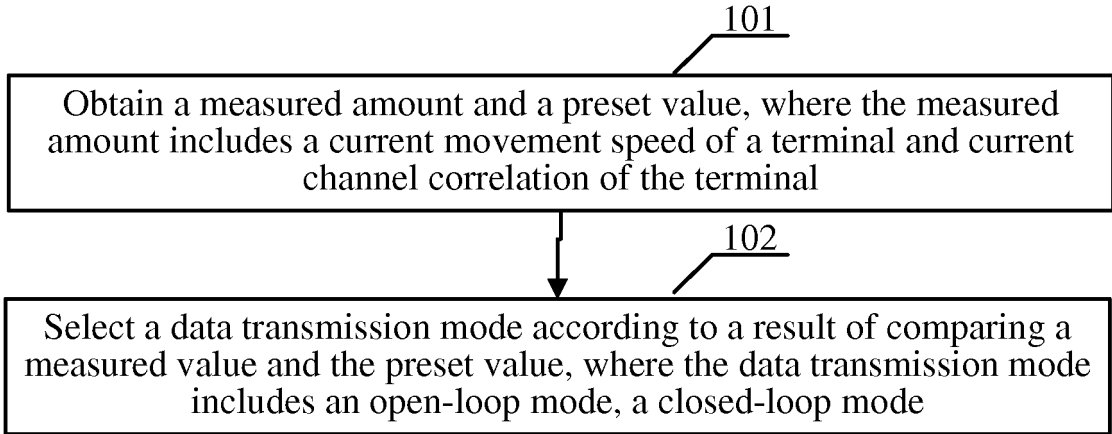 101
Obtain a measured amount and a preset value, where the measured
amount includes a current movement speed of a terminal and current
channel correlation of the terminal
102
Select a data transmission mode according to a result of comparing a
measured value and the preset value, where the data transmission mode
includes an open-loop mode, a closed-loop mode